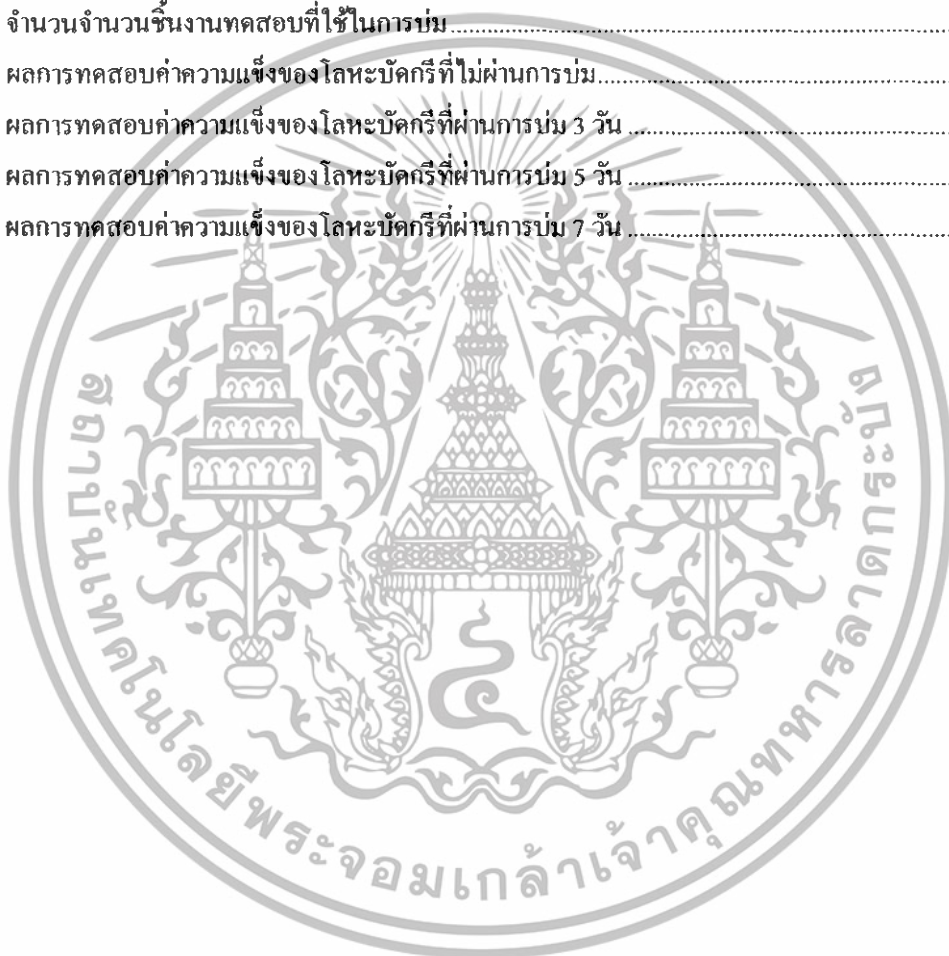 จำนวนจำนวนชิ้นงานทดสอบที่ใช้ในการบ่ม
ผลการทดสอบค่าความแข็งของโลหะบัดกรีที่ไม่ผ่านการบ่ม
ผลการทดสอบค่าความแข็งของโลหะบัดกรีที่ผ่านการบ่ม 3 วัน
ผลการทดสอบค่าความแข็งของโลหะบัดกรีที่ผ่านการบ่ม 5 วัน
ผลการทดสอบค่าความแข็งของโลหะบัดกรีที่ผ่านการบ่ม 7 วัน
สถาบันเทคโนโลยีพระจอมเกล้าเจ้าคุณทหารลาดกระบัง